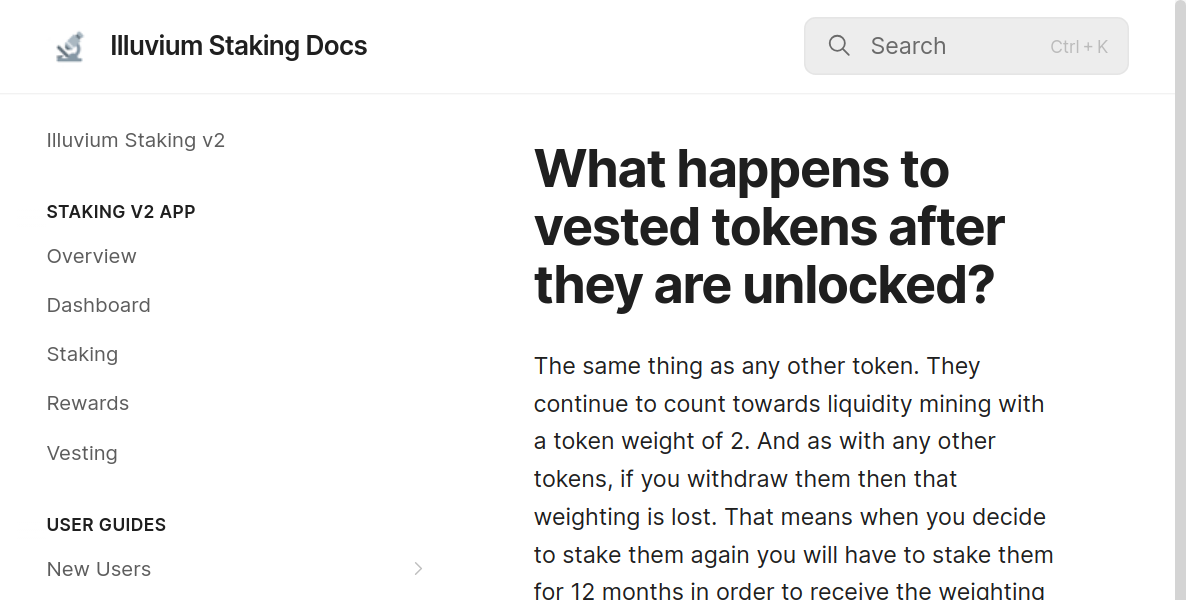 Illuvium Staking Docs
Search
Ctrl + K
Illuvium Staking v2
STAKING V2 APP
Overview
Dashboard
Staking
Rewards
Vesting
USER GUIDES
New Users
What happens to
vested tokens after
they are unlocked?
The same thing as any other token. They
continue to count towards liquidity mining with
a token weight of 2. And as with any other
tokens, if you withdraw them then that
weighting is lost. That means when you decide
to stake them again you will have to stake them
for 12 months in order to receive the weighting